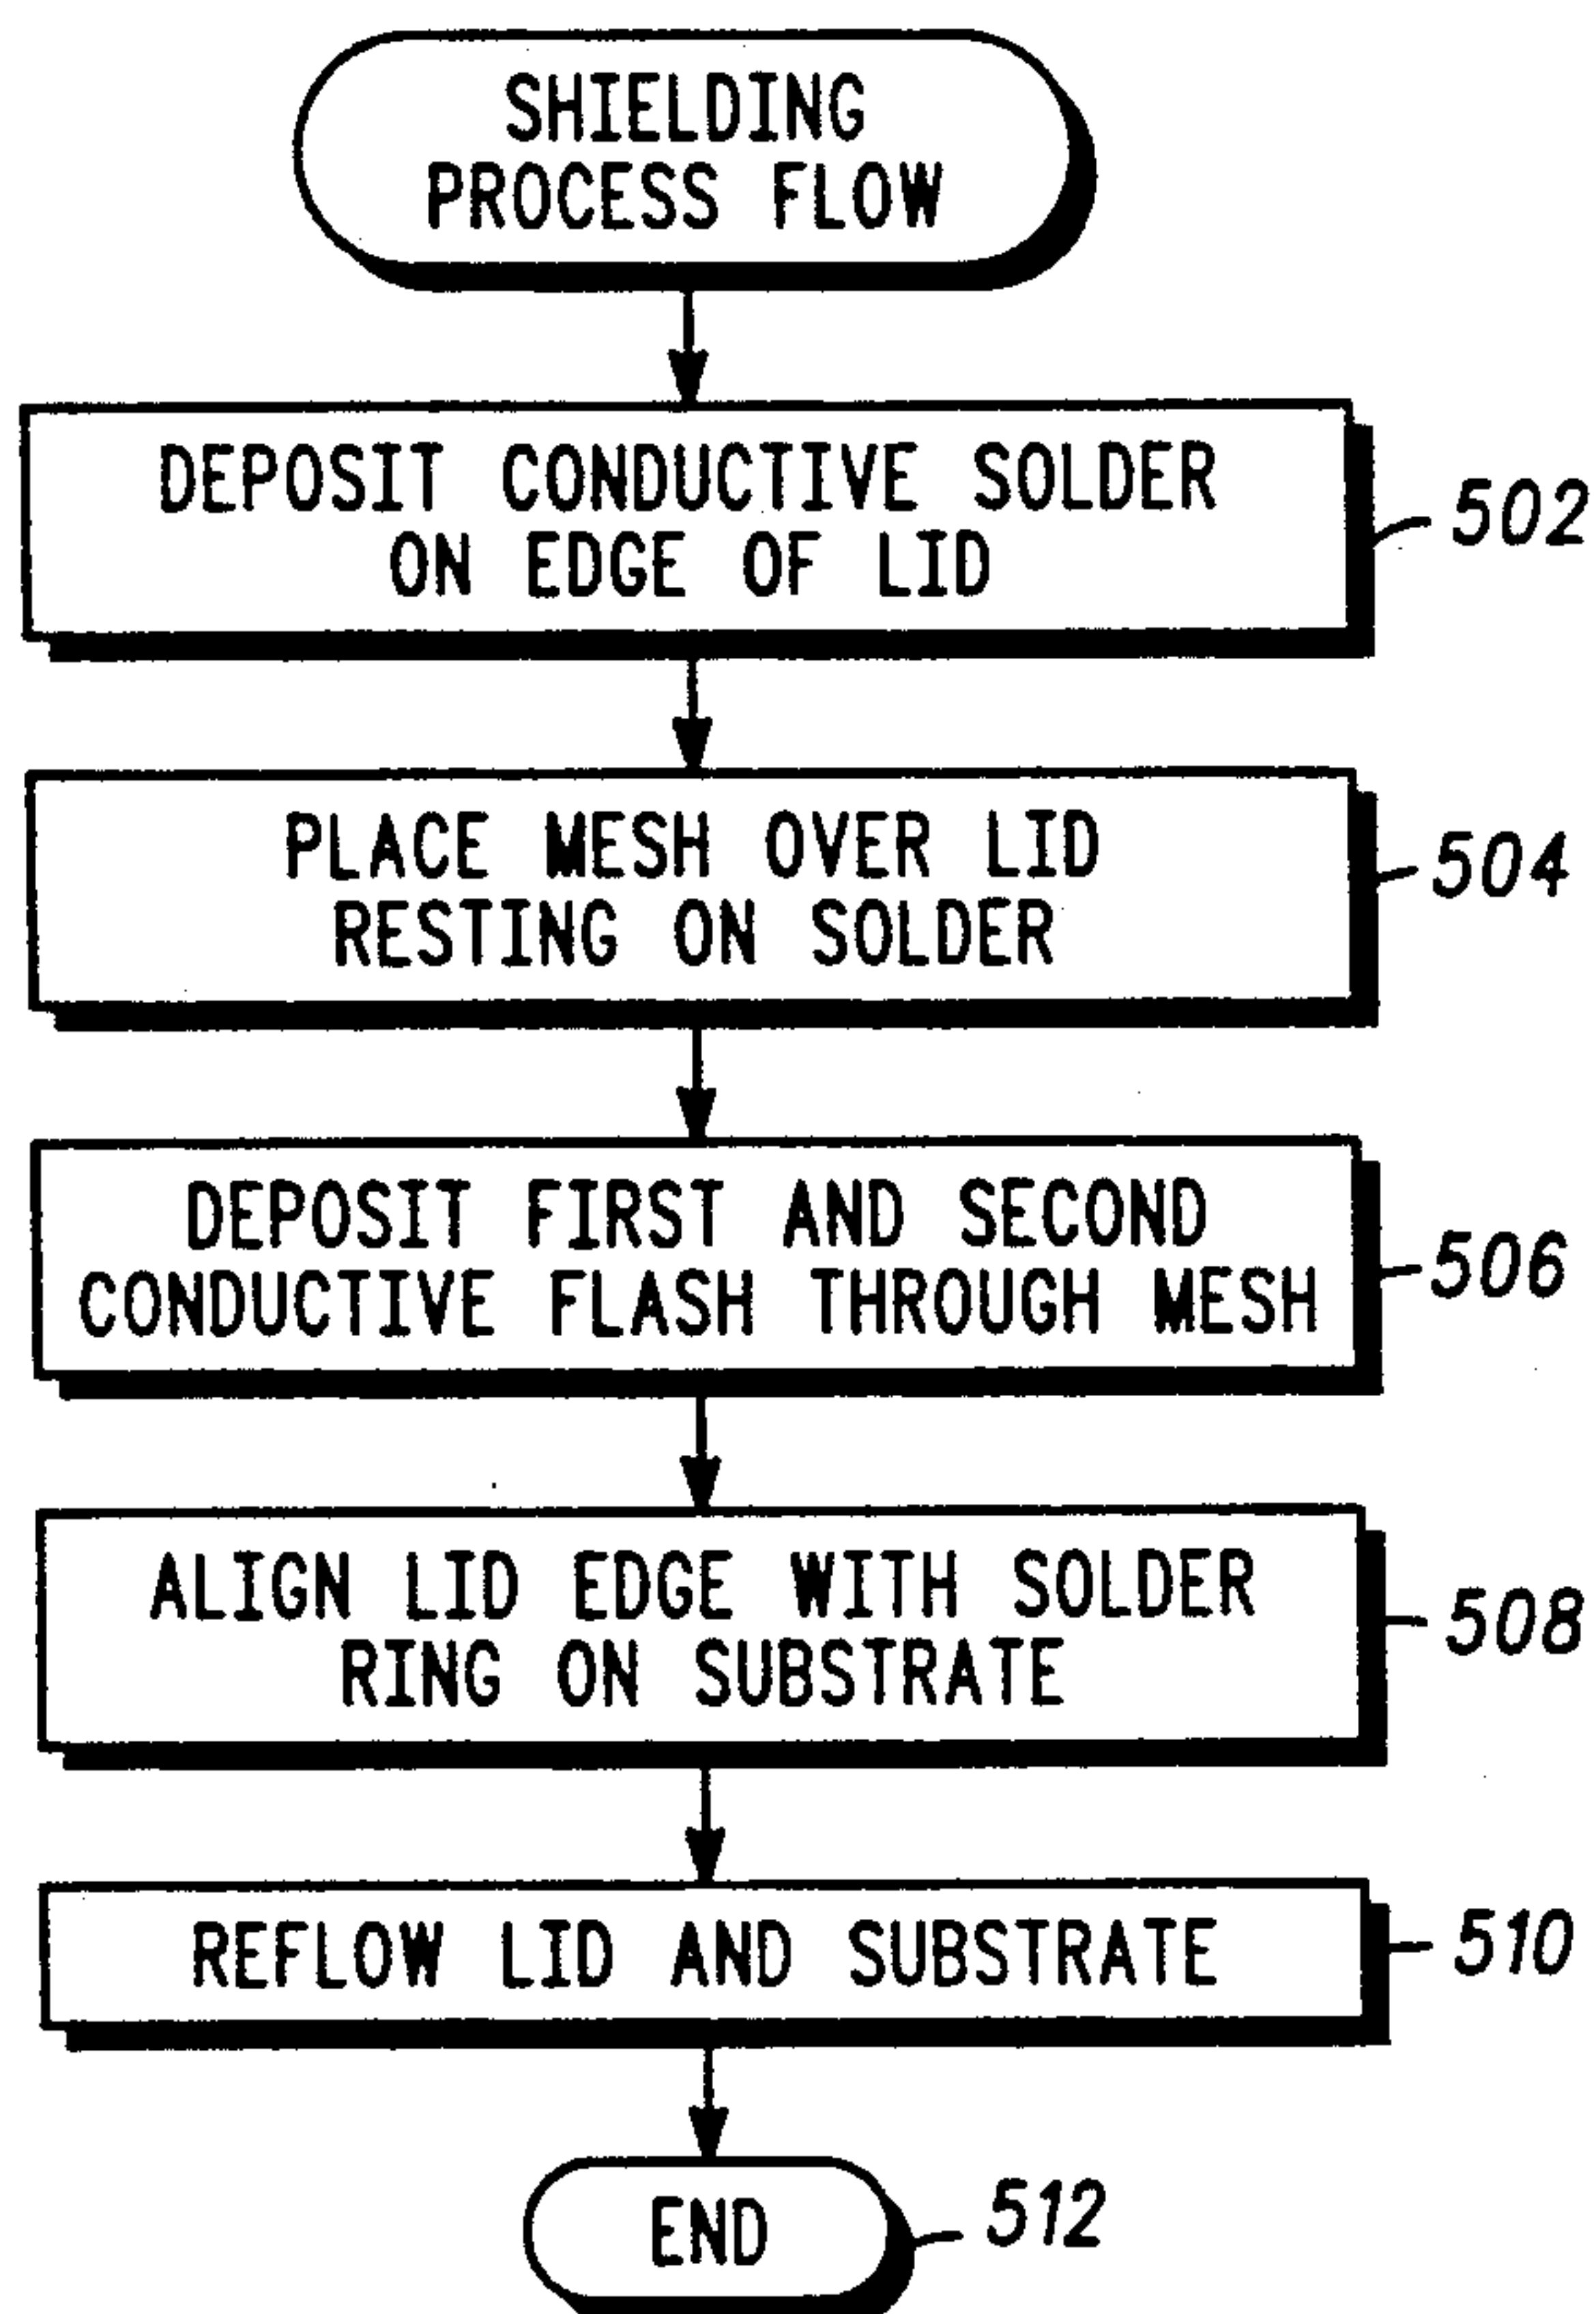 SHIELDING
PROCESS FLOW
DEPOSIT CONDUCTIVE SOLDER
ON EDGE OF LID
502
PLACE MESH OVER LID
RESTING ON SOLDER
504
DEPOSIT FIRST AND SECOND
CONDUCTIVE FLASH THROUGH MESH
506
ALIGN LID EDGE WITH SOLDER
RING ON SUBSTRATE
508
REFLOW LID AND SUBSTRATE
510
END
512